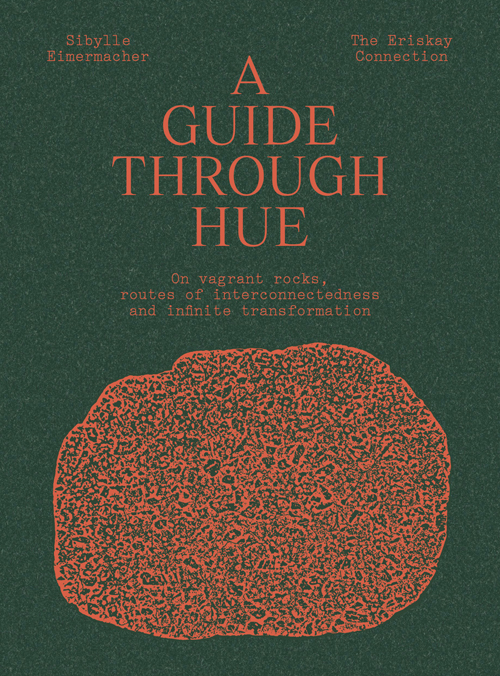 Sibylle
Eimermacher
The Eriskay
Connection
A
GUIDE
THROUGH
HUE
On vagrant rocks,
routes of interconnectedness
and infinite transformation